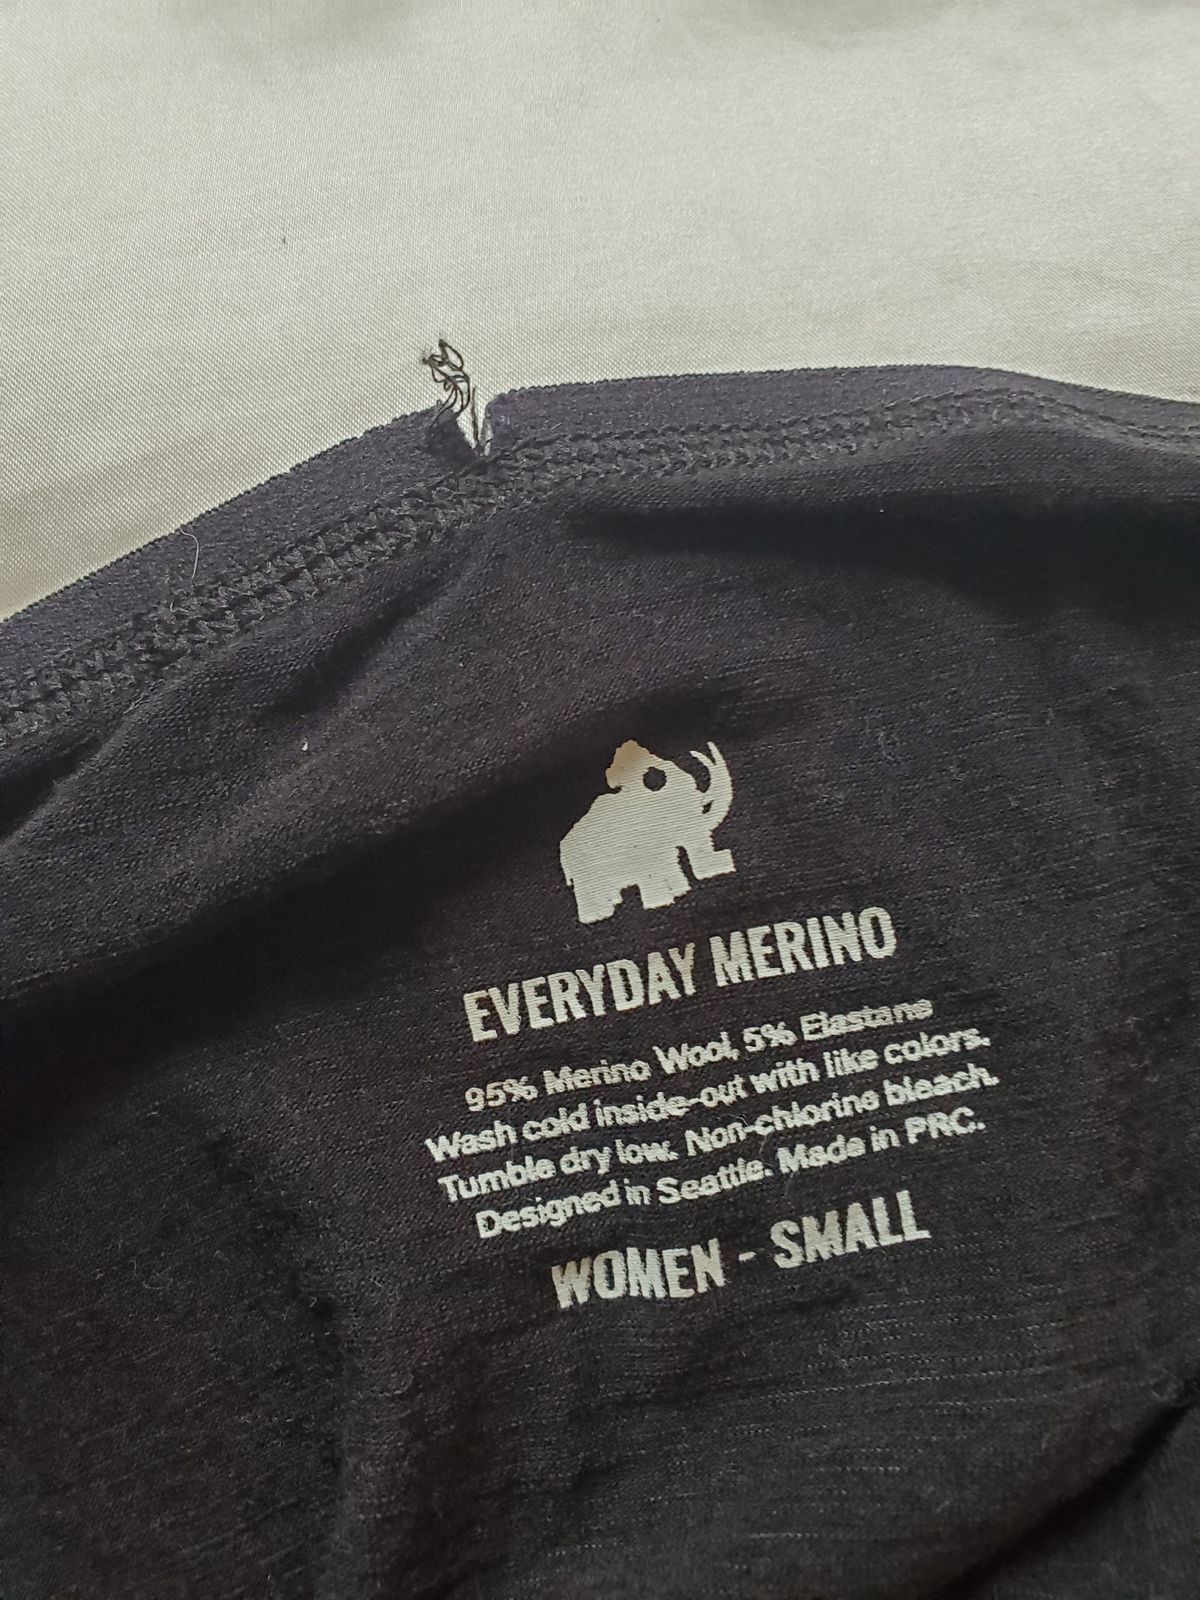 EVERYDAY MERINO
95% Merino Wool, 5% Elastane
Wash cold inside-out with like colors.
Tumble dry low. Non-chlorine bleach.
Designed in Seattle. Made in PRC.
WOMEN - SMALL